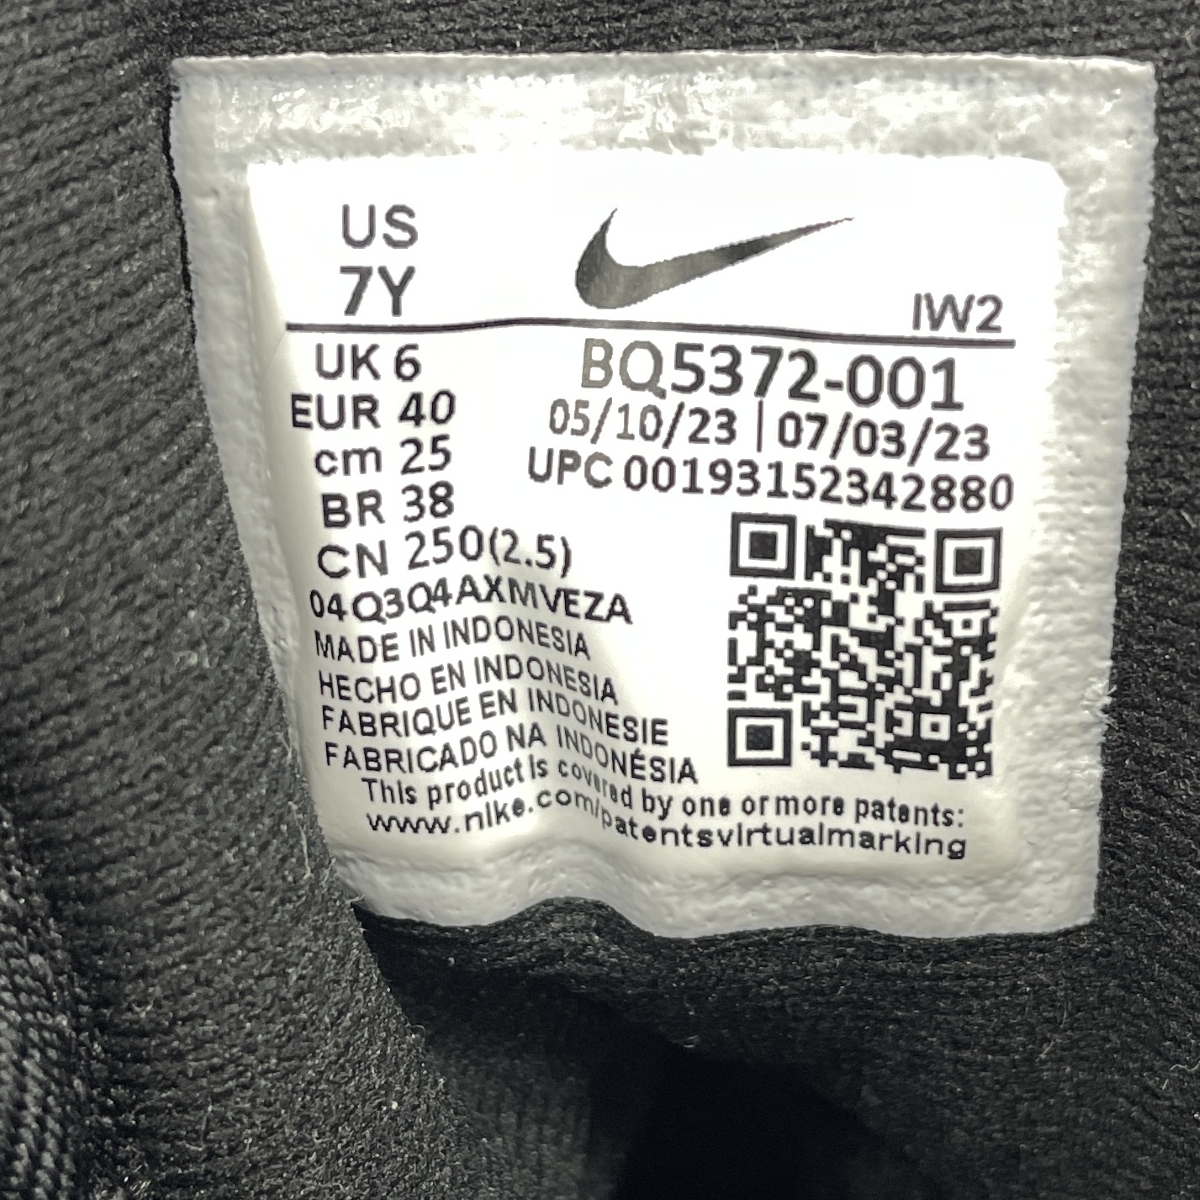 US
7Y
IW2
UK 6
EUR 40
cm 25
BR 38
CN 250(2.5)
BQ5372-001
05/10/23 | 07/03/23
UPC 00193152342880
04Q3Q4AXMVEZA
MADE IN INDONESIA
HECHO EN INDONESIA
FABRIQUE EN INDONESIE
FABRICADO NA INDONÉSIA
This product is covered by one or more patents:
www.nike.com/patentsvirtualmarking